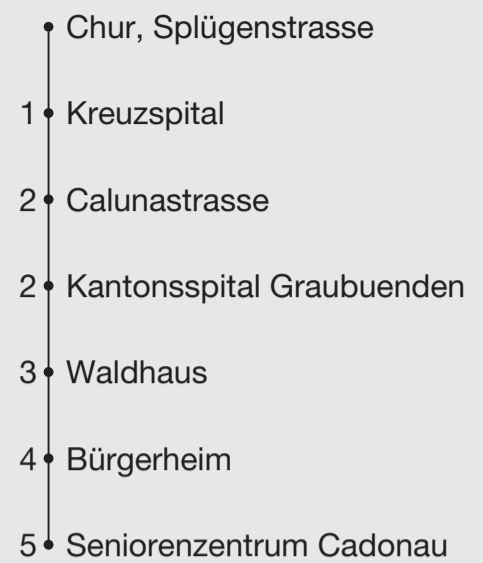 Chur, Splügenstrasse
1 Kreuzspital
2 Calunastrasse
2 Kantonsspital Graubuenden
3 Waldhaus
4 Bürgerheim
5 Seniorenzentrum Cadonau